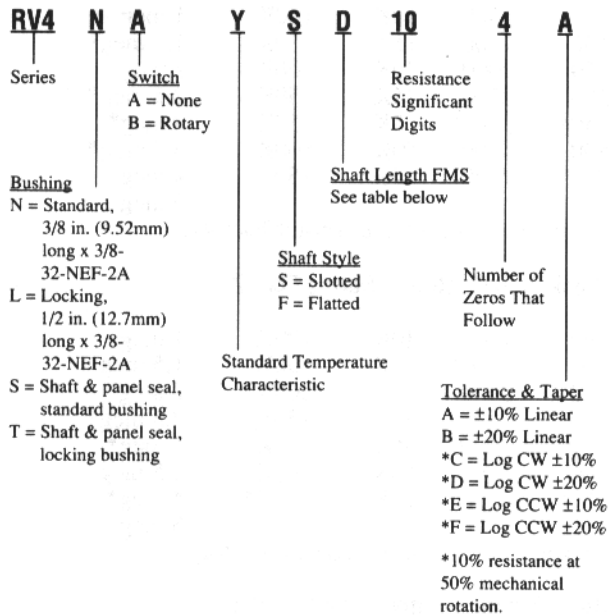 RV4 N A Y S D 10 4 A
Series
Switch
A = None
B = Rotary
Resistance
Significant
Digits
Bushing
N = Standard,
3/8 in. (9.52mm)
long x 3/8-
32-NEF-2A
L = Locking,
1/2 in. (12.7mm)
long x 3/8-
32-NEF-2A
S = Shaft & panel seal,
standard bushing
T = Shaft & panel seal,
locking bushing
Shaft Length FMS
See table below
Shaft Style
S = Slotted
F = Flatted
Number of
Zeros That
Follow
Standard Temperature
Characteristic
Tolerance & Taper
A = ±10% Linear
B = ±20% Linear
*C = Log CW ±10%
*D = Log CW ±20%
*E = Log CCW ±10%
*F = Log CCW ±20%
*10% resistance at
50% mechanical
rotation.